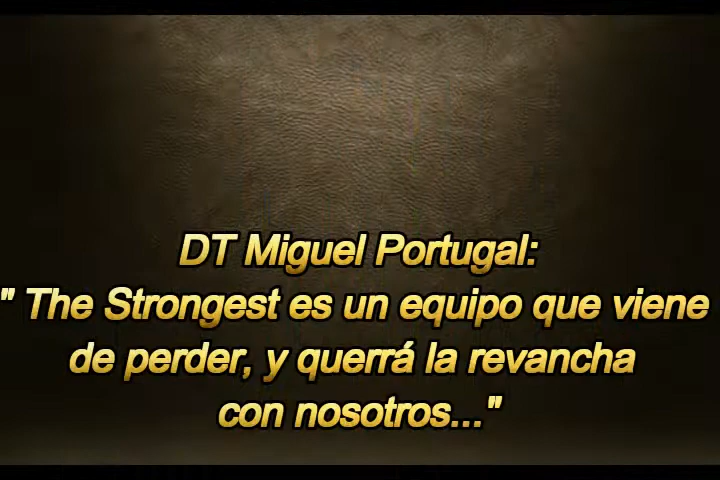 DT Miguel Portugal:
" The Strongest es un equipo que viene
de perder, y querrá la revancha
con nosotros..."